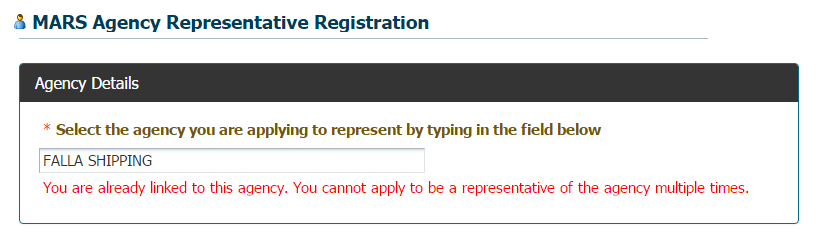 MARS Agency Representative Registration
Agency Details
* Select the agency you are applying to represent by typing in the field below
FALLA SHIPPING
You are already linked to this agency. You cannot apply to be a representative of the agency multiple times.